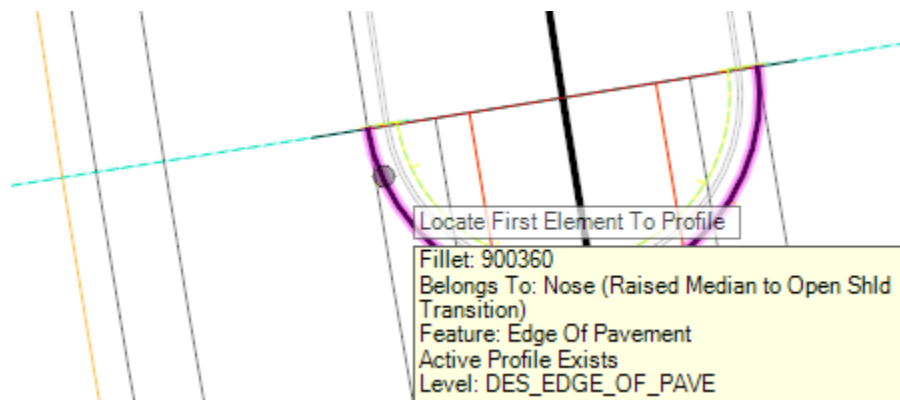 Locate First Element To Profile
Fillet: 900360
Belongs To: Nose (Raised Median to Open Shld
Transition)
Feature: Edge Of Pavement
Active Profile Exists
Level: DES_EDGE_OF_PAVE